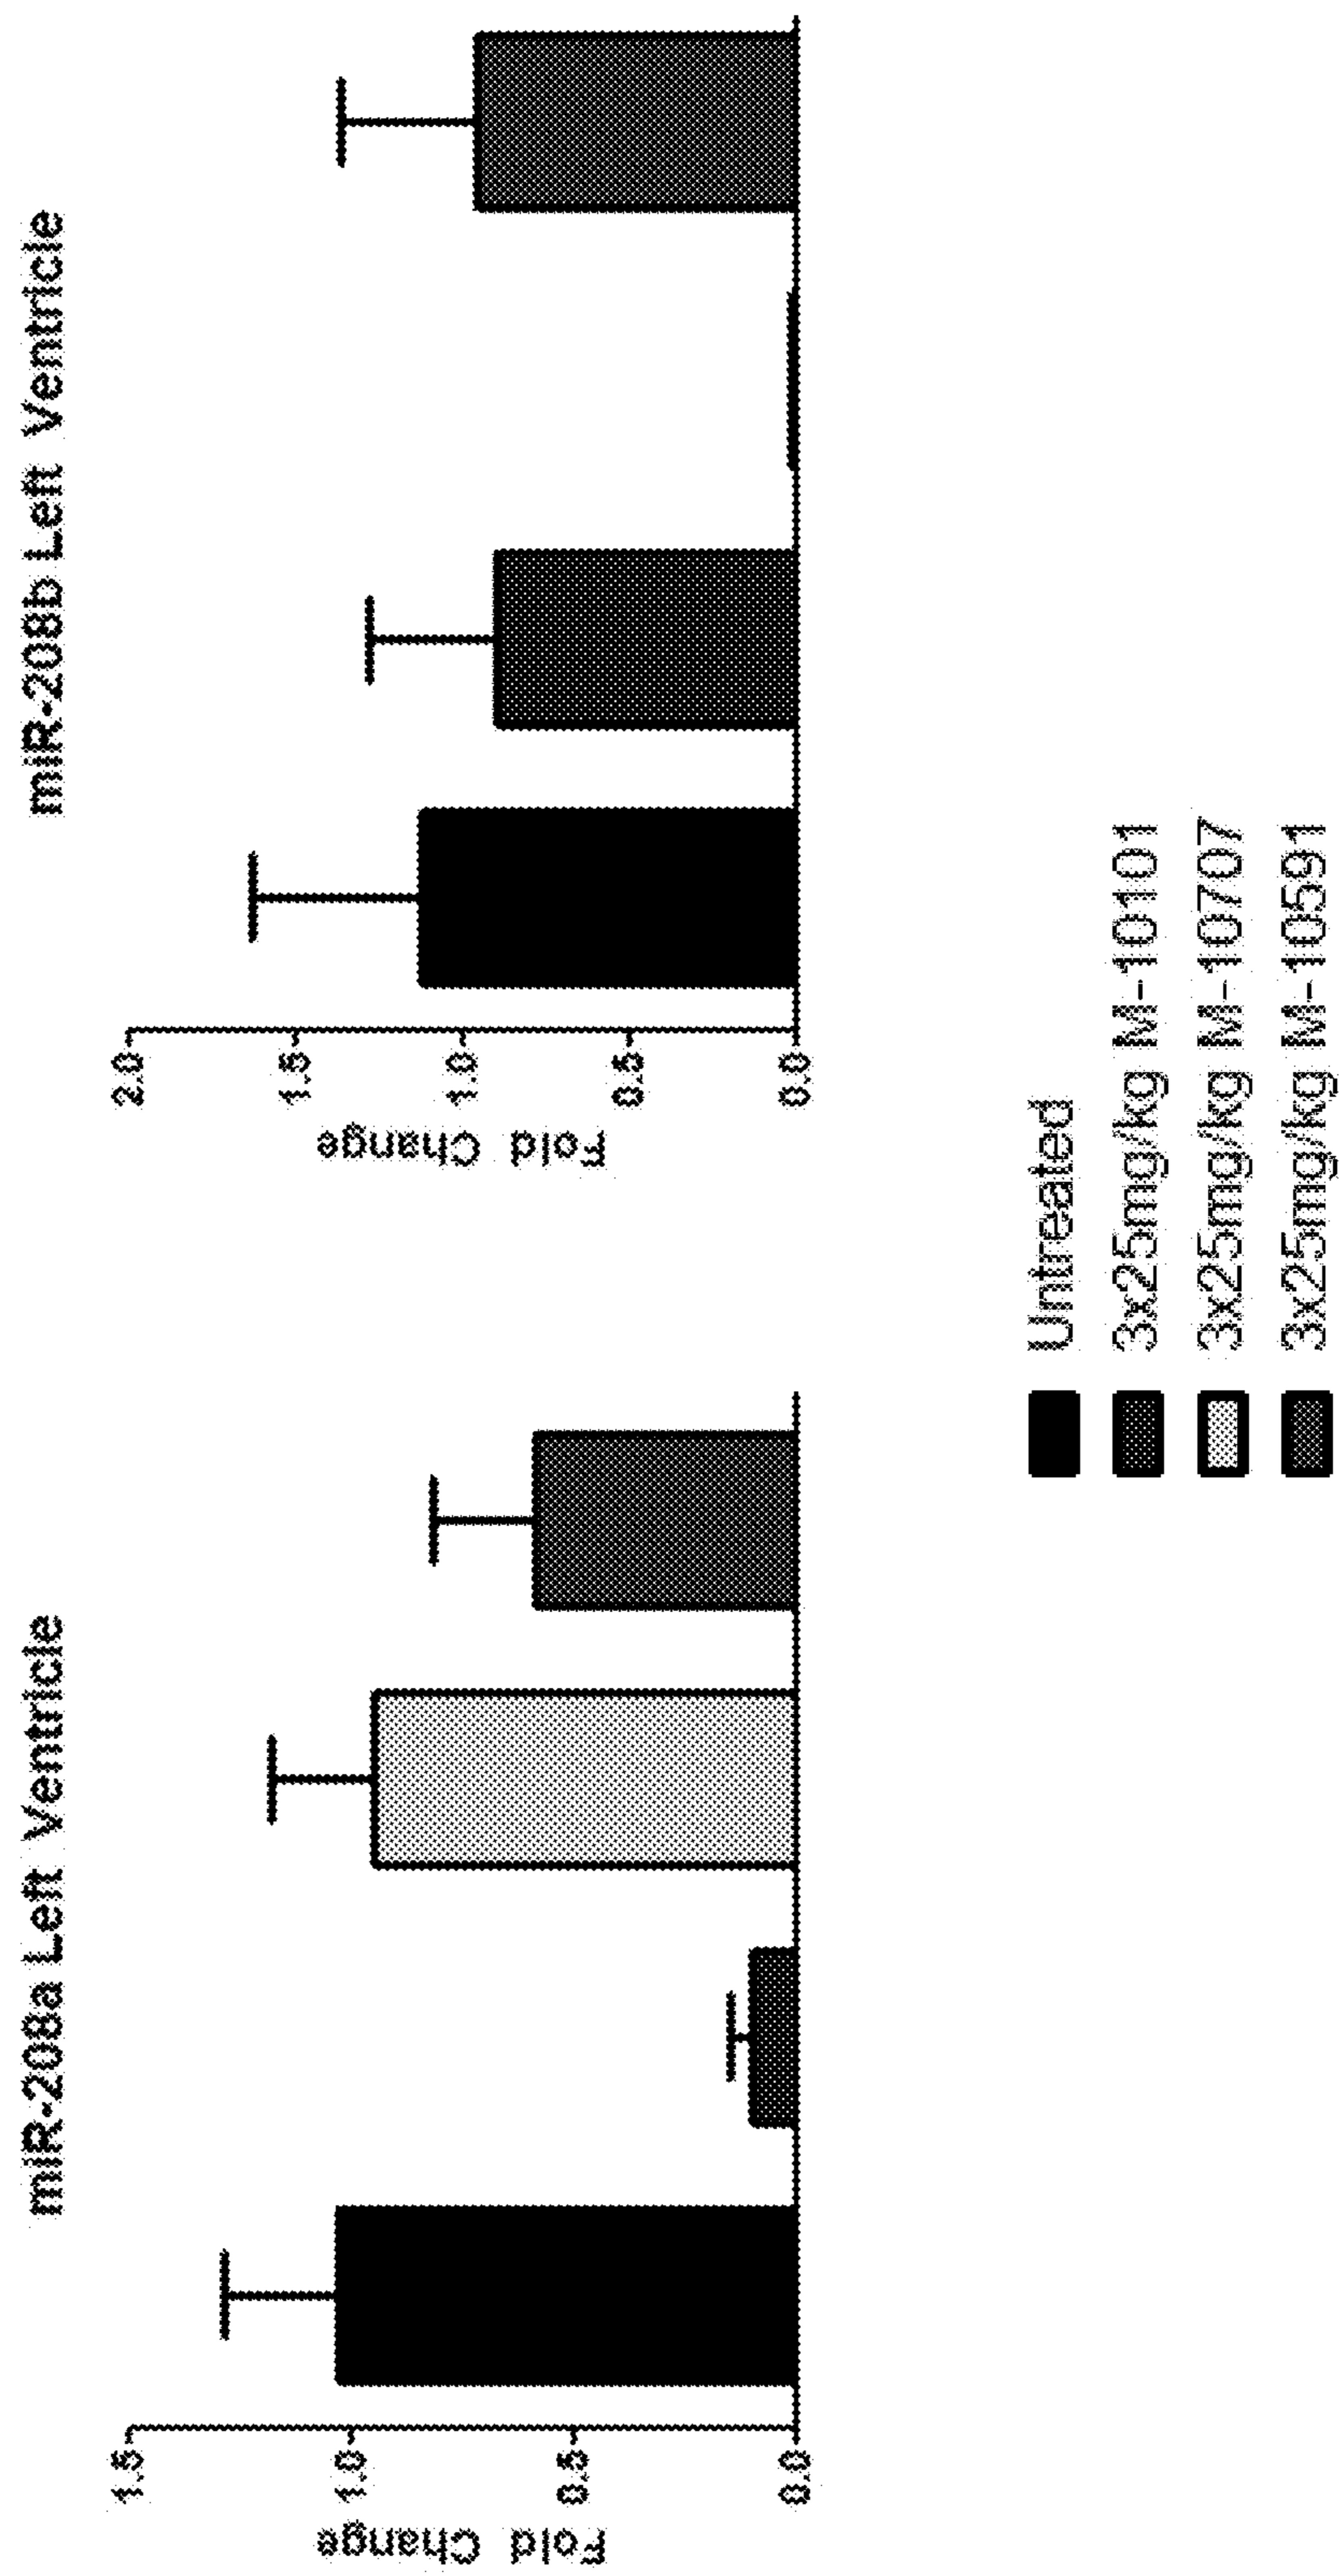 miR-208a Left Ventricle
Fold Change
1.5
1.0
0.5
0.0
miR-208b Left Ventricle
Fold Change
2.0
1.5
1.0
0.5
0.0
Untreated
3x25mg/kg M-10101
3x25mg/kg M-10707
3x25mg/kg M-10591